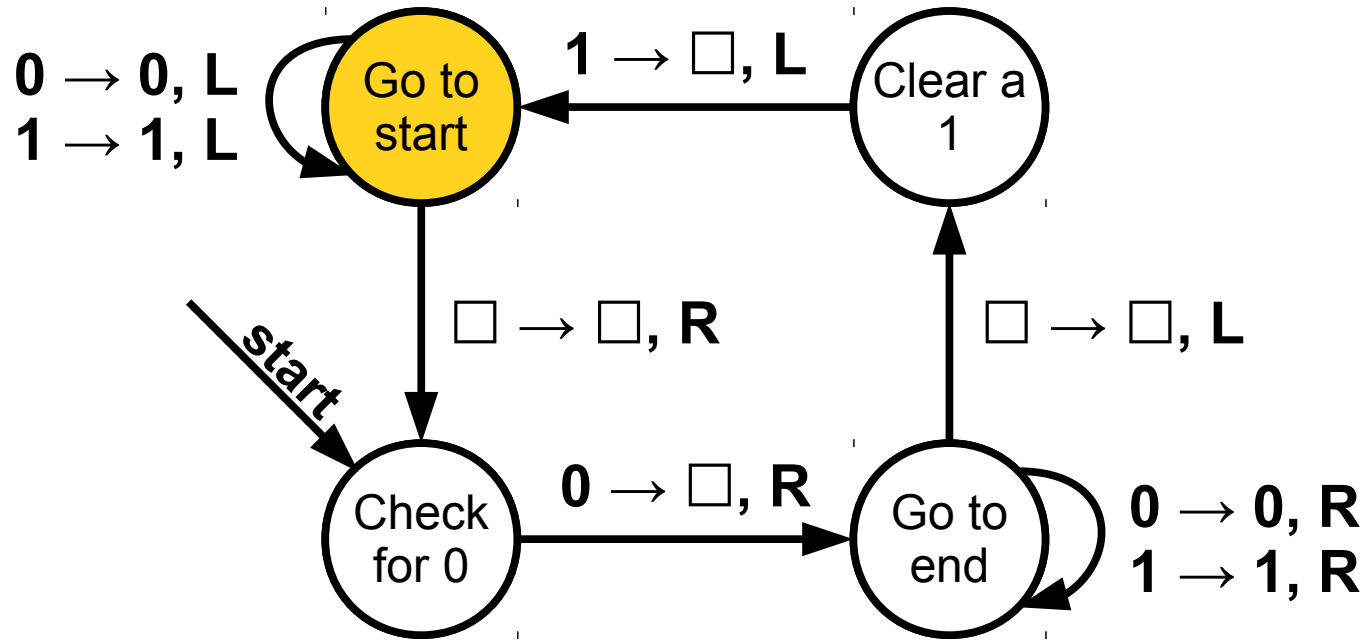 0 → 0, L
1 → 1, L
Go to
start
1 → □, L
Clear a
1
□ → □, R
□ → □, L
start
Check
for 0
0 → □, R
Go to
end
0 → 0, R
1 → 1, R